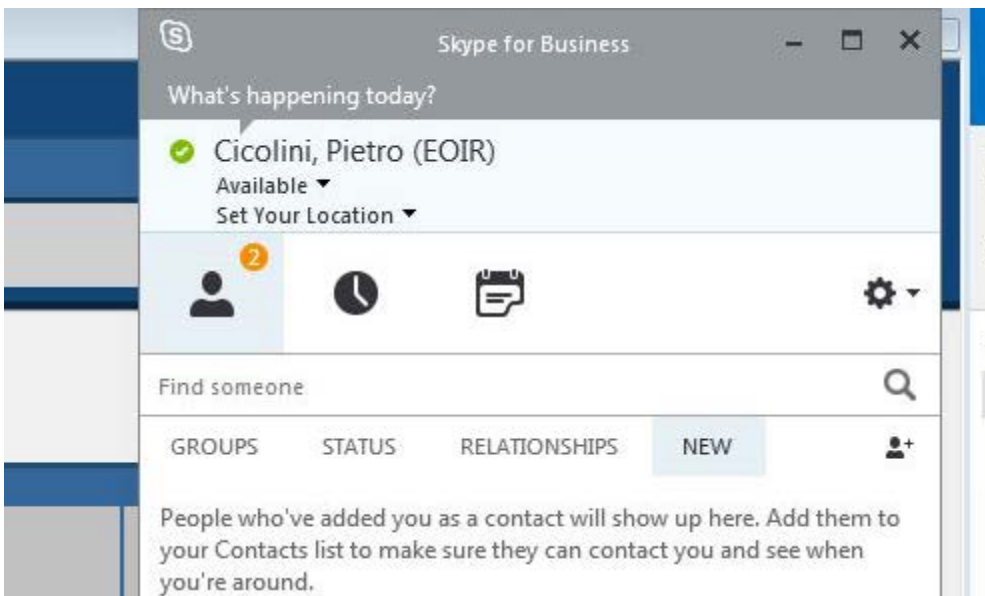 Skype for Business
What's happening today?
Cicolini, Pietro (EOIR)
Available
Set Your Location
2
Find someone
GROUPS STATUS RELATIONSHIPS NEW
People who've added you as a contact will show up here. Add them to
your Contacts list to make sure they can contact you and see when
you're around.